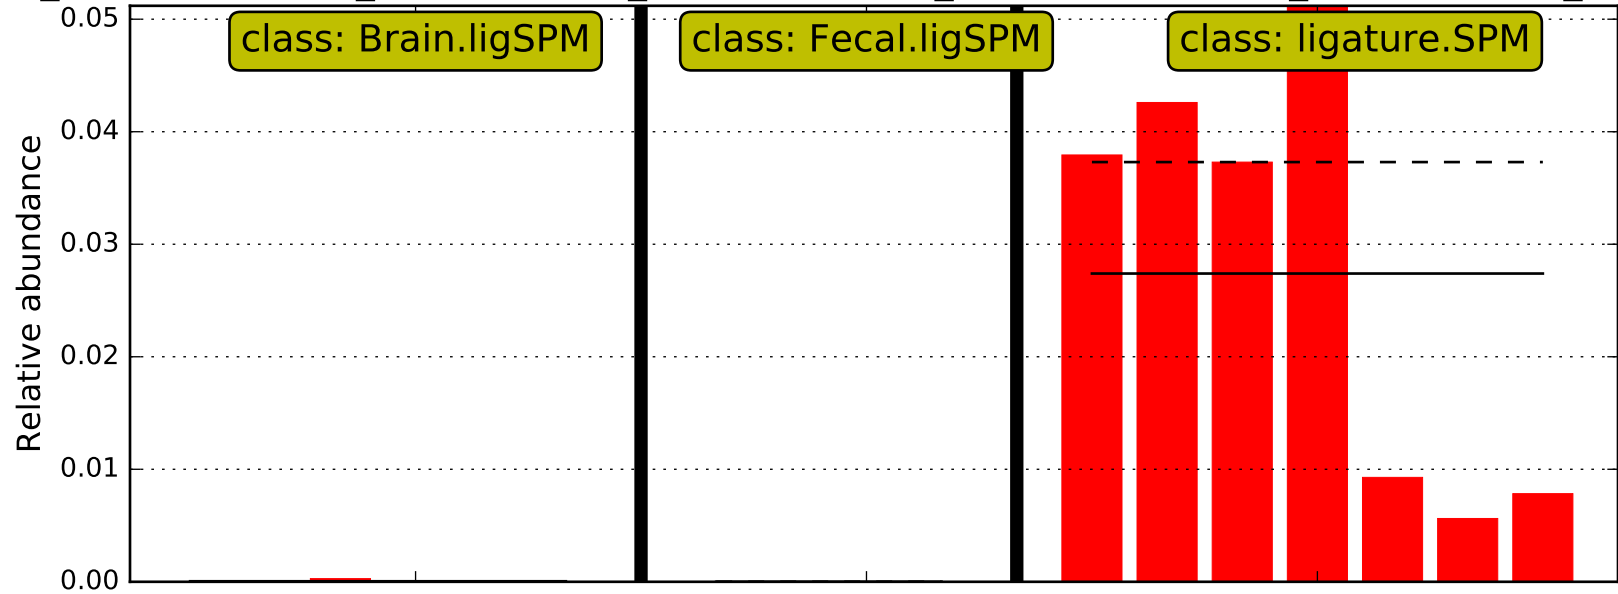 class: Brain.ligSPM
class: Fecal.ligSPM
class: ligature.SPM
Relative abundance
0.05
0.04
0.03
0.02
0.01
0.00